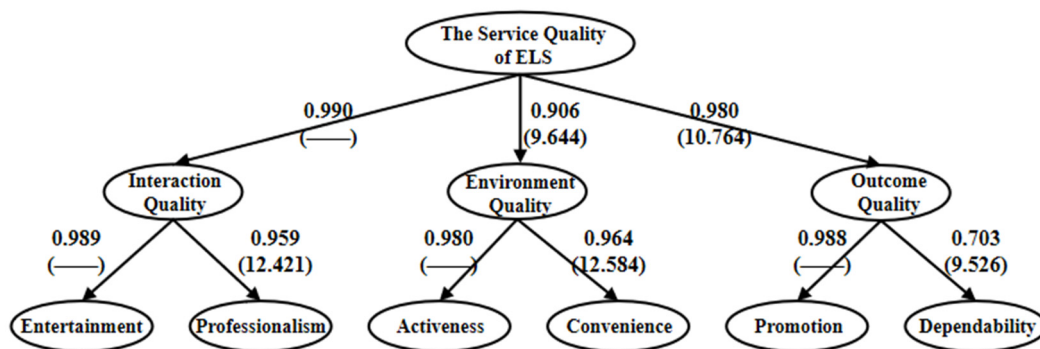 The Service Quality
of ELS
0.990
(——)
0.906
(9.644)
0.980
(10.764)
Interaction
Quality
Environment
Quality
Outcome
Quality
0.989
(——)
0.959
(12.421)
0.980
(——)
0.964
(12.584)
0.988
(——)
0.703
(9.526)
Entertainment
Professionalism
Activeness
Convenience
Promotion
Dependability